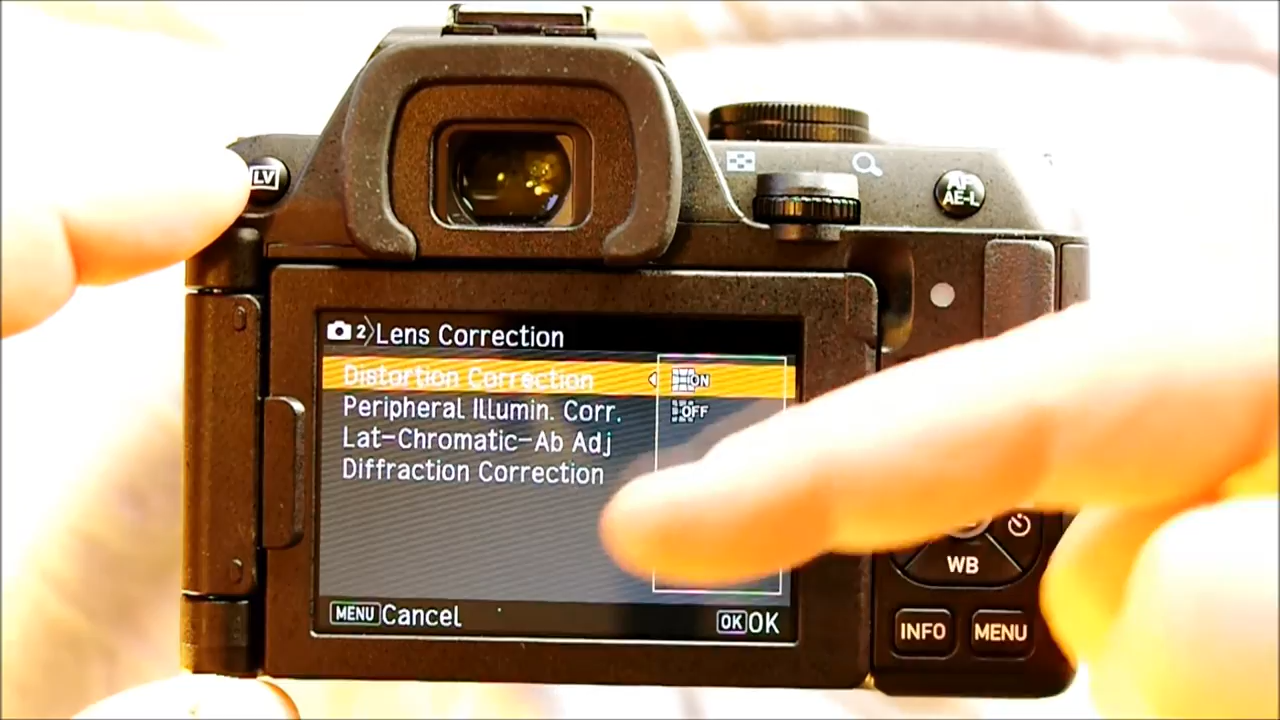 LV
AF
AE-L
2 Lens Correction
Distortion Correction ON
Peripheral Illumin. Corr. OFF
Lat-Chromatic-Ab Adj
Diffraction Correction
MENU Cancel OK OK
WB
INFO MENU